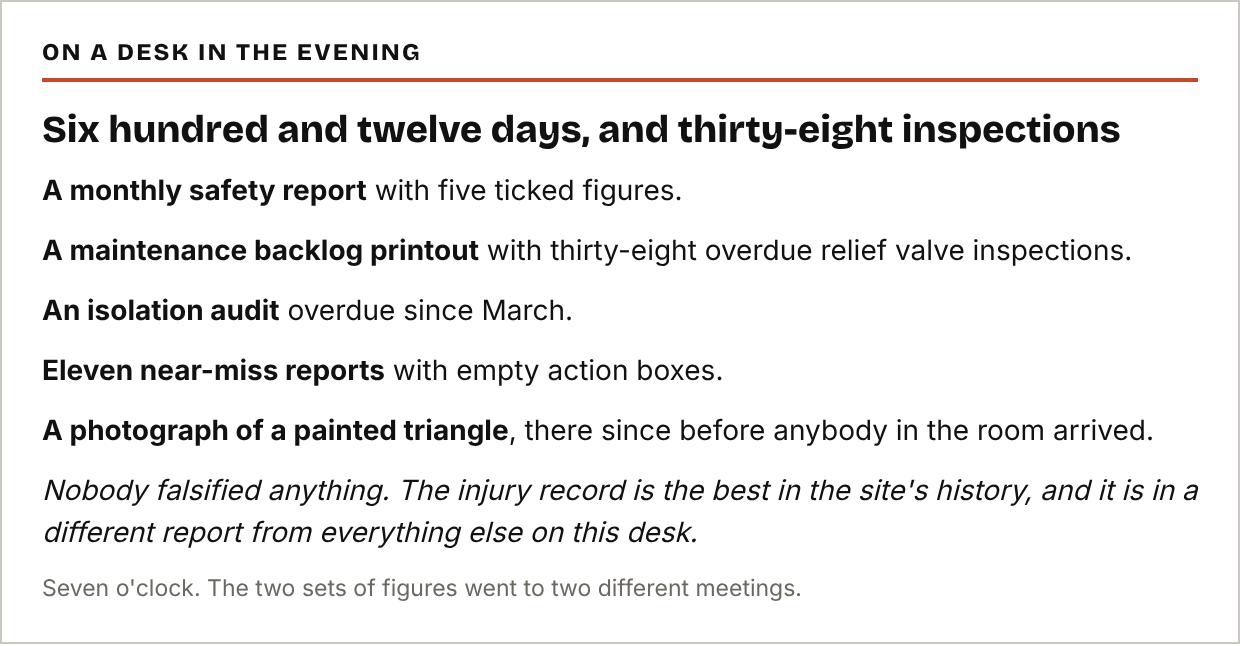 ON A DESK IN THE EVENING
Six hundred and twelve days, and thirty-eight inspections
A monthly safety report with five ticked figures.
A maintenance backlog printout with thirty-eight overdue relief valve inspections.
An isolation audit overdue since March.
Eleven near-miss reports with empty action boxes.
A photograph of a painted triangle, there since before anybody in the room arrived.
Nobody falsified anything. The injury record is the best in the site's history, and it is in a
different report from everything else on this desk.
Seven o'clock. The two sets of figures went to two different meetings.